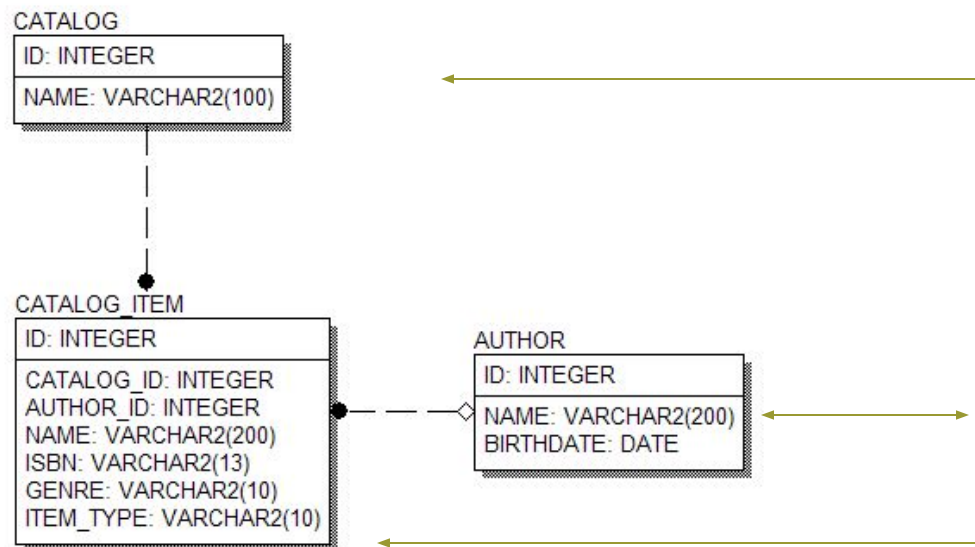 CATALOG
ID: INTEGER
NAME: VARCHAR2(100)
CATALOG_ITEM
ID: INTEGER
CATALOG_ID: INTEGER
AUTHOR_ID: INTEGER
NAME: VARCHAR2(200)
ISBN: VARCHAR2(13)
GENRE: VARCHAR2(10)
ITEM_TYPE: VARCHAR2(10)
AUTHOR
ID: INTEGER
NAME: VARCHAR2(200)
BIRTHDATE: DATE